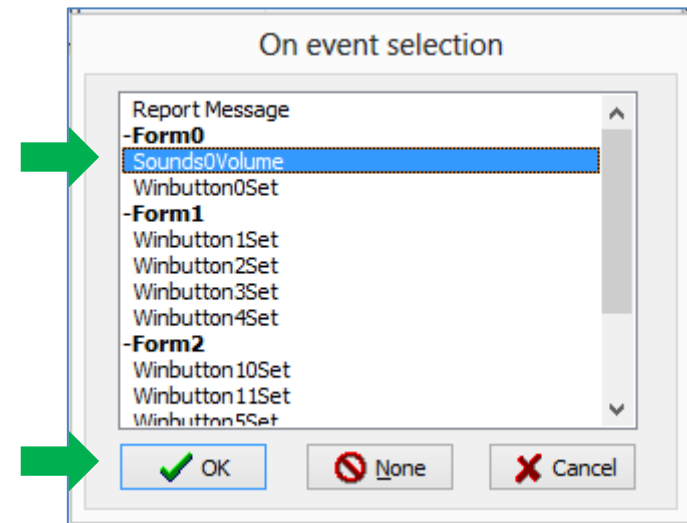 On event selection
Report Message
-Form0
Sounds0Volume
Winbutton0Set
-Form1
Winbutton1Set
Winbutton2Set
Winbutton3Set
Winbutton4Set
-Form2
Winbutton10Set
Winbutton11Set
Winbutton5Set
OK None Cancel